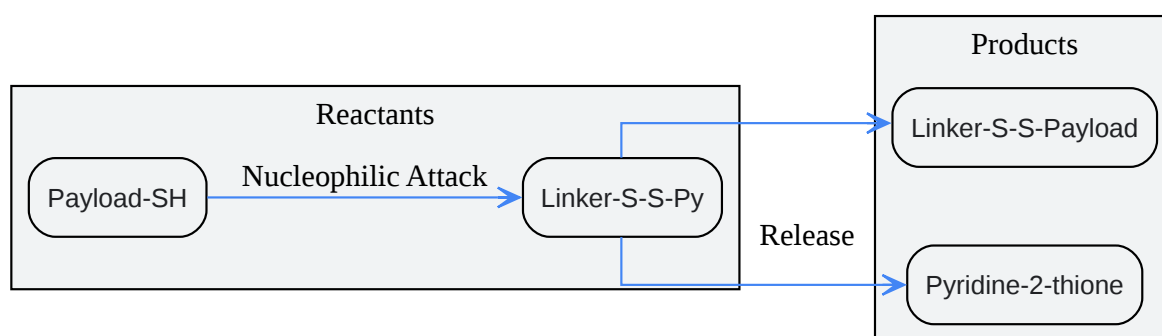 Reactants
Payload-SH
Nucleophilic Attack
Linker-S-S-Py
Release
Products
Linker-S-S-Payload
Pyridine-2-thione